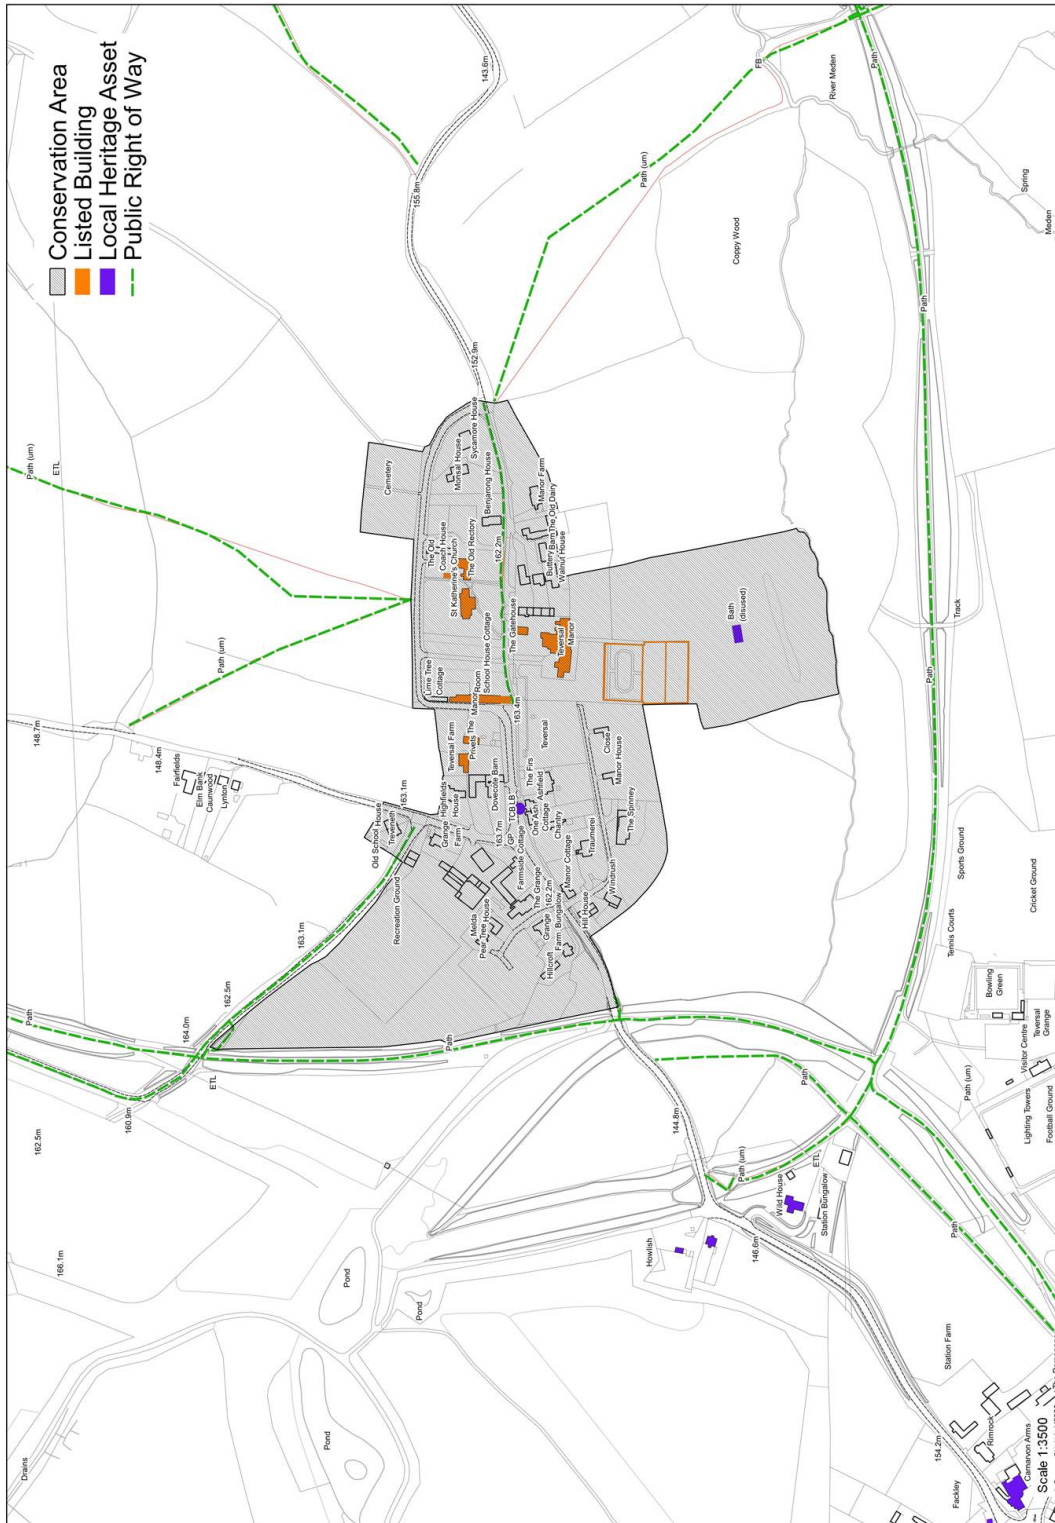 Conservation Area
Listed Building
Local Heritage Asset
Public Right of Way
143.6m
FB
Path
River Meden
155.8m
Path (um)
Spring
Meden
Coppy Wood
Path
Path (um)
ETL
152.9m
Cemetery
Monsal House
Sycamore House
Benjarong House
Manor Farm
The Old Dairy
Buttery Barn
Walnut House
162.2m
The Old
Coach House
St Katherine's Church
The Old Rectory
The Gatehouse
Teversal
Manor
Bath
(disused)
Track
Path
Path (um)
Lime Tree
Cottage
School House Cottage
The Manor Room
163.4m
Teversal
148.7m
148.4m
Fairfields
Elm Bank
Caunwood
Lynton
Teversal Farm
Privets
Dovecote Barn
Highfields
House
163.1m
Old School House
Treveneth
Grange
Farm
163.7m
GP
TCB
LB
The Firs
Ashfield
One Ash
Cottage
Chantry
Close
Manor House
The Spinney
Traumerei
Windrush
Manor Cottage
Farmside Cottage
The Grange
162.2m
Recreation Ground
Melda
Pear Tree House
Grange
Farm Bungalow
Hillcroft
Hill House
163.1m
162.5m
164.0m
Path
Path
ETL
160.9m
162.5m
Sports Ground
Cricket Ground
Tennis Courts
Bowling
Green
Teversal
Grange
Visitor Centre
Path (um)
Lighting Towers
Football Ground
Path
144.8m
Path (um)
ETL
Wild House
Station Bungalow
Path
Howlish
146.6m
166.1m
Pond
Pond
Pond
Drains
Station Farm
Rimrock
154.2m
Carnarvon Arms
Fackley
Scale 1:3500